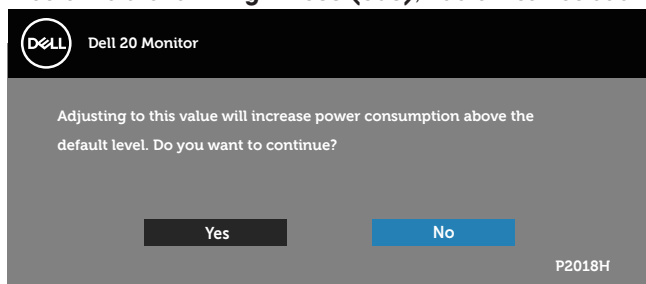 DELL
Dell 20 Monitor
Adjusting to this value will increase power consumption above the
default level. Do you want to continue?
Yes
No
P2018H